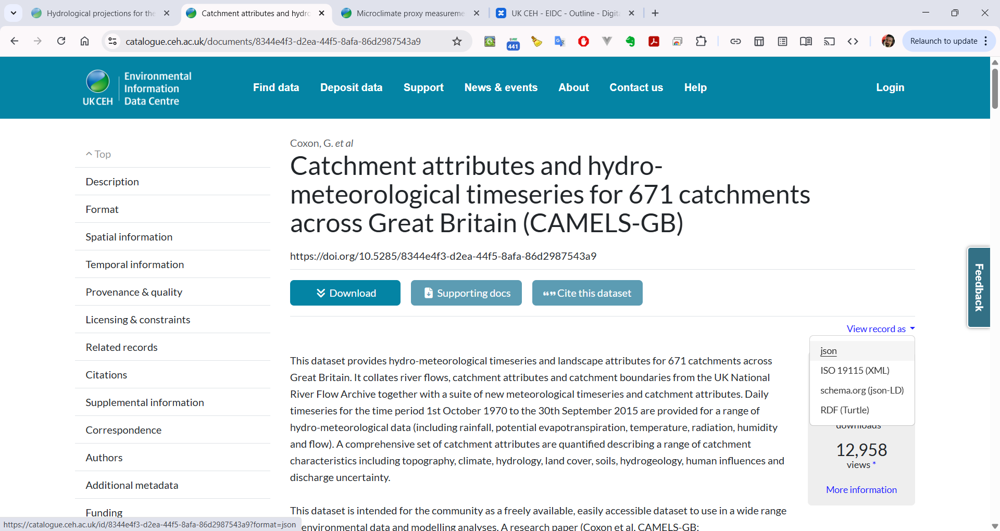 Hydrological projections for the
Catchment attributes and hydro
Microclimate proxy measureme
UK CEH - EIDC - Outline - Digita
catalogue.ceh.ac.uk/documents/8344e4f3-d2ea-44f5-8afa-86d2987543a9
441
Relaunch to update
UK CEH
Environmental
Information
Data Centre
Find data
Deposit data
Support
News & events
About
Contact us
Help
Login
Top
Description
Format
Spatial information
Temporal information
Provenance & quality
Licensing & constraints
Related records
Citations
Supplemental information
Correspondence
Authors
Additional metadata
Funding
Coxon, G. et al
Catchment attributes and hydro-
meteorological timeseries for 671 catchments
across Great Britain (CAMELS-GB)
https://doi.org/10.5285/8344e4f3-d2ea-44f5-8afa-86d2987543a9
Download
Supporting docs
Cite this dataset
View record as
json
ISO 19115 (XML)
schema.org (json-LD)
RDF (Turtle)
downloads
12,958
views *
More information
This dataset provides hydro-meteorological timeseries and landscape attributes for 671 catchments across
Great Britain. It collates river flows, catchment attributes and catchment boundaries from the UK National
River Flow Archive together with a suite of new meteorological timeseries and catchment attributes. Daily
timeseries for the time period 1st October 1970 to the 30th September 2015 are provided for a range of
hydro-meteorological data (including rainfall, potential evapotranspiration, temperature, radiation, humidity
and flow). A comprehensive set of catchment attributes are quantified describing a range of catchment
characteristics including topography, climate, hydrology, land cover, soils, hydrogeology, human influences and
discharge uncertainty.
This dataset is intended for the community as a freely available, easily accessible dataset to use in a wide range
environmental data and modelling analyses. A research paper (Coxon et al. CAMELS-GB:
Feedback
https://catalogue.ceh.ac.uk/id/8344e4f3-d2ea-44f5-8afa-86d2987543a9?format=json